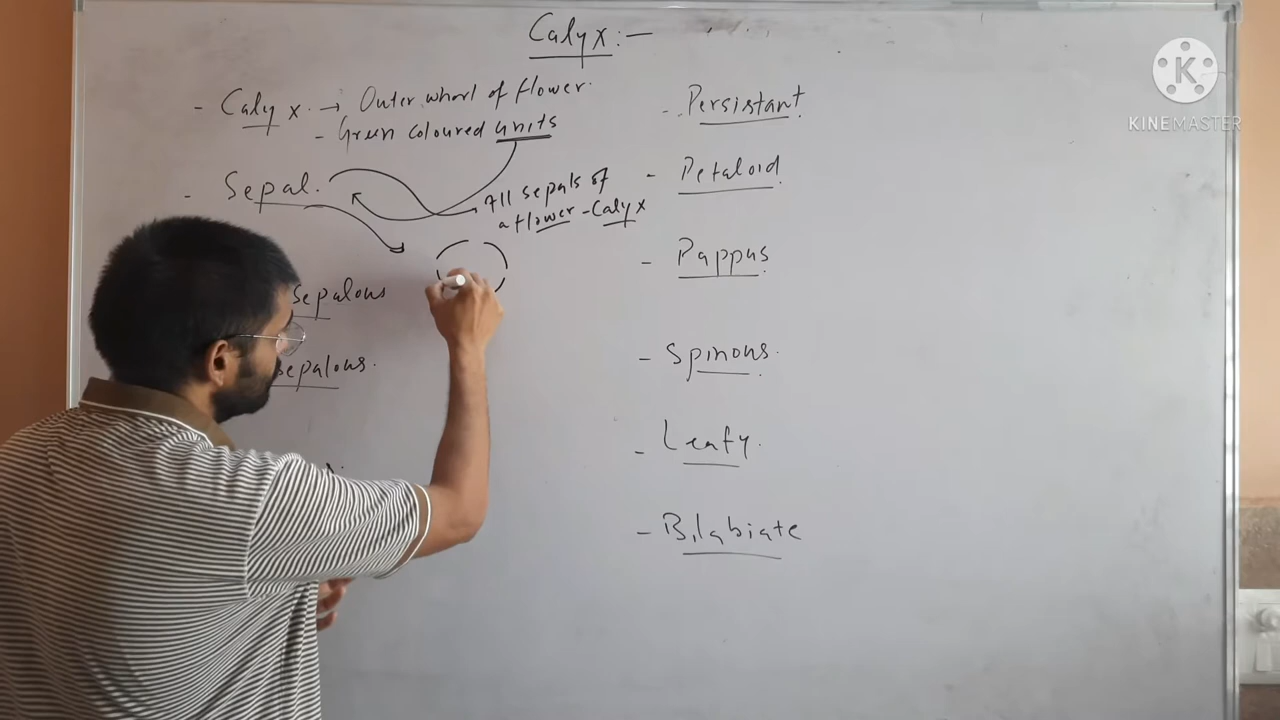 Calyx:-
- Calyx. → Outer whorl of flower.
- Green coloured units
- Sepal.
All sepals of
a flower - Calyx
sepalous
sepalous.
- Persistant.
- Petaloid
- Pappus
- Spinous.
- Leafy.
- Bilabiate
KINEMASTER